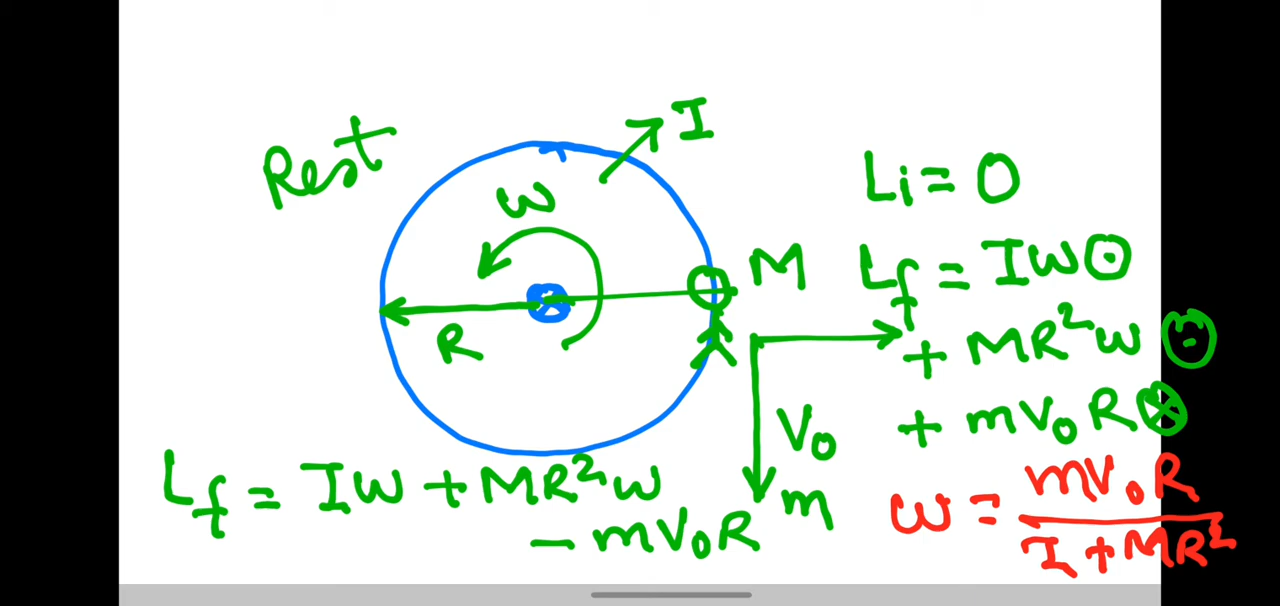 Rest
I
ω
R
M
V₀
m
Li = 0
Lf = Iω⊙
+ MR²ω ⊙
+ mV₀R⊗
Lf = Iω + MR²ω
- mV₀R
ω = mV₀R / I + MR²